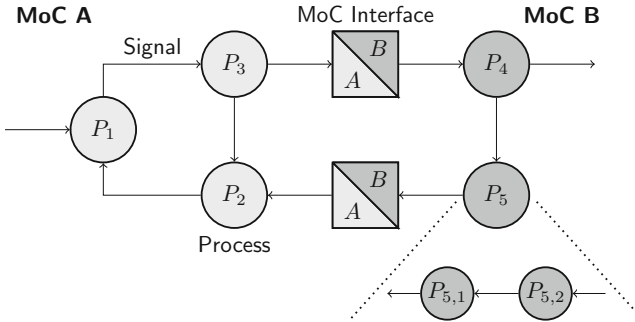 MoC A
MoC Interface
MoC B
Signal
P3
B
A
P4
P1
P2
B
A
P5
Process
P5,1
P5,2